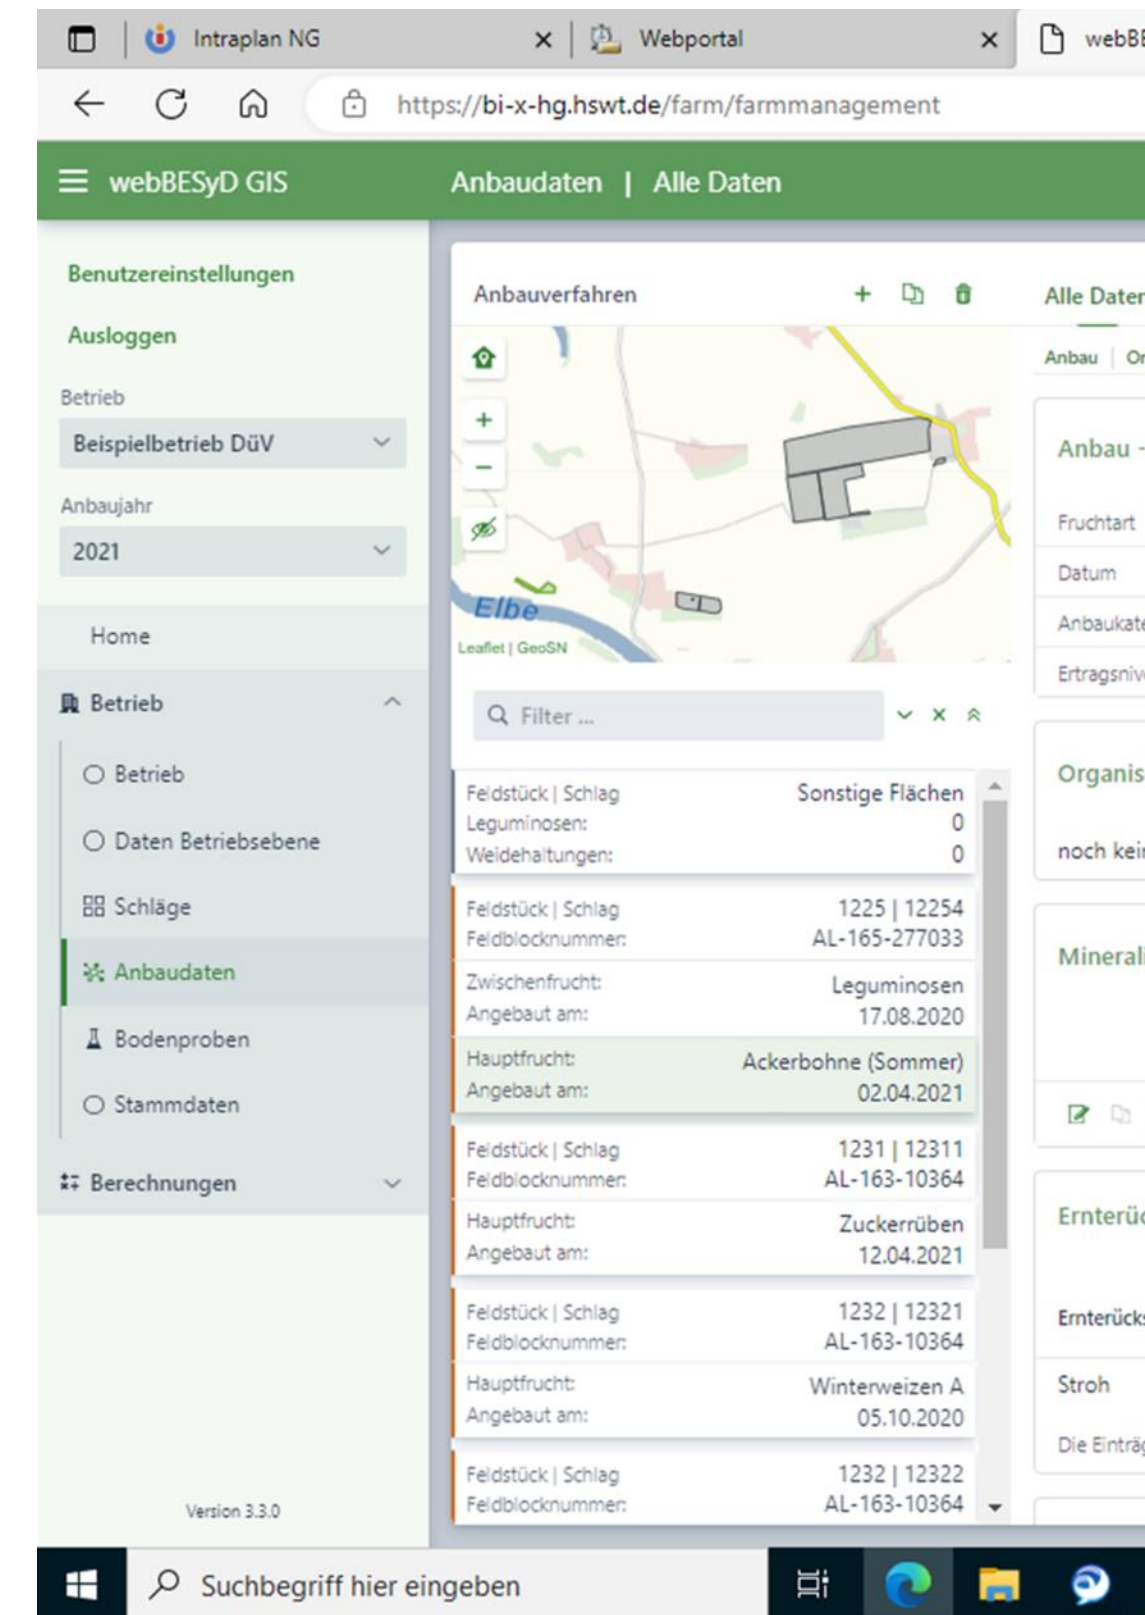 Intraplan NG
Webportal
https://bi-x-hg.hswt.de/farm/farmmanagement
webBESyD GIS
Anbaudaten | Alle Daten
Benutzereinstellungen
Ausloggen
Betrieb
Beispielbetrieb DüV
Anbaujahr
2021
Home
Betrieb
Betrieb
Daten Betriebsebene
Schläge
Anbaudaten
Bodenproben
Stammdaten
Berechnungen
Version 3.3.0
Anbauverfahren
Elbe
Leaflet | GeoSN
Filter ...
Feldstück | Schlag Sonstige Flächen
Leguminosen: 0
Weidehaltungen: 0
Feldstück | Schlag 1225 | 12254
Feldblocknummer: AL-165-277033
Zwischenfrucht: Leguminosen
Angebaut am: 17.08.2020
Hauptfrucht: Ackerbohne (Sommer)
Angebaut am: 02.04.2021
Feldstück | Schlag 1231 | 12311
Feldblocknummer: AL-163-10364
Hauptfrucht: Zuckerrüben
Angebaut am: 12.04.2021
Feldstück | Schlag 1232 | 12321
Feldblocknummer: AL-163-10364
Hauptfrucht: Winterweizen A
Angebaut am: 05.10.2020
Feldstück | Schlag 1232 | 12322
Feldblocknummer: AL-163-10364
Alle Daten
Anbau
Anbau -
Fruchtart
Datum
Stroh
Suchbegriff hier eingeben